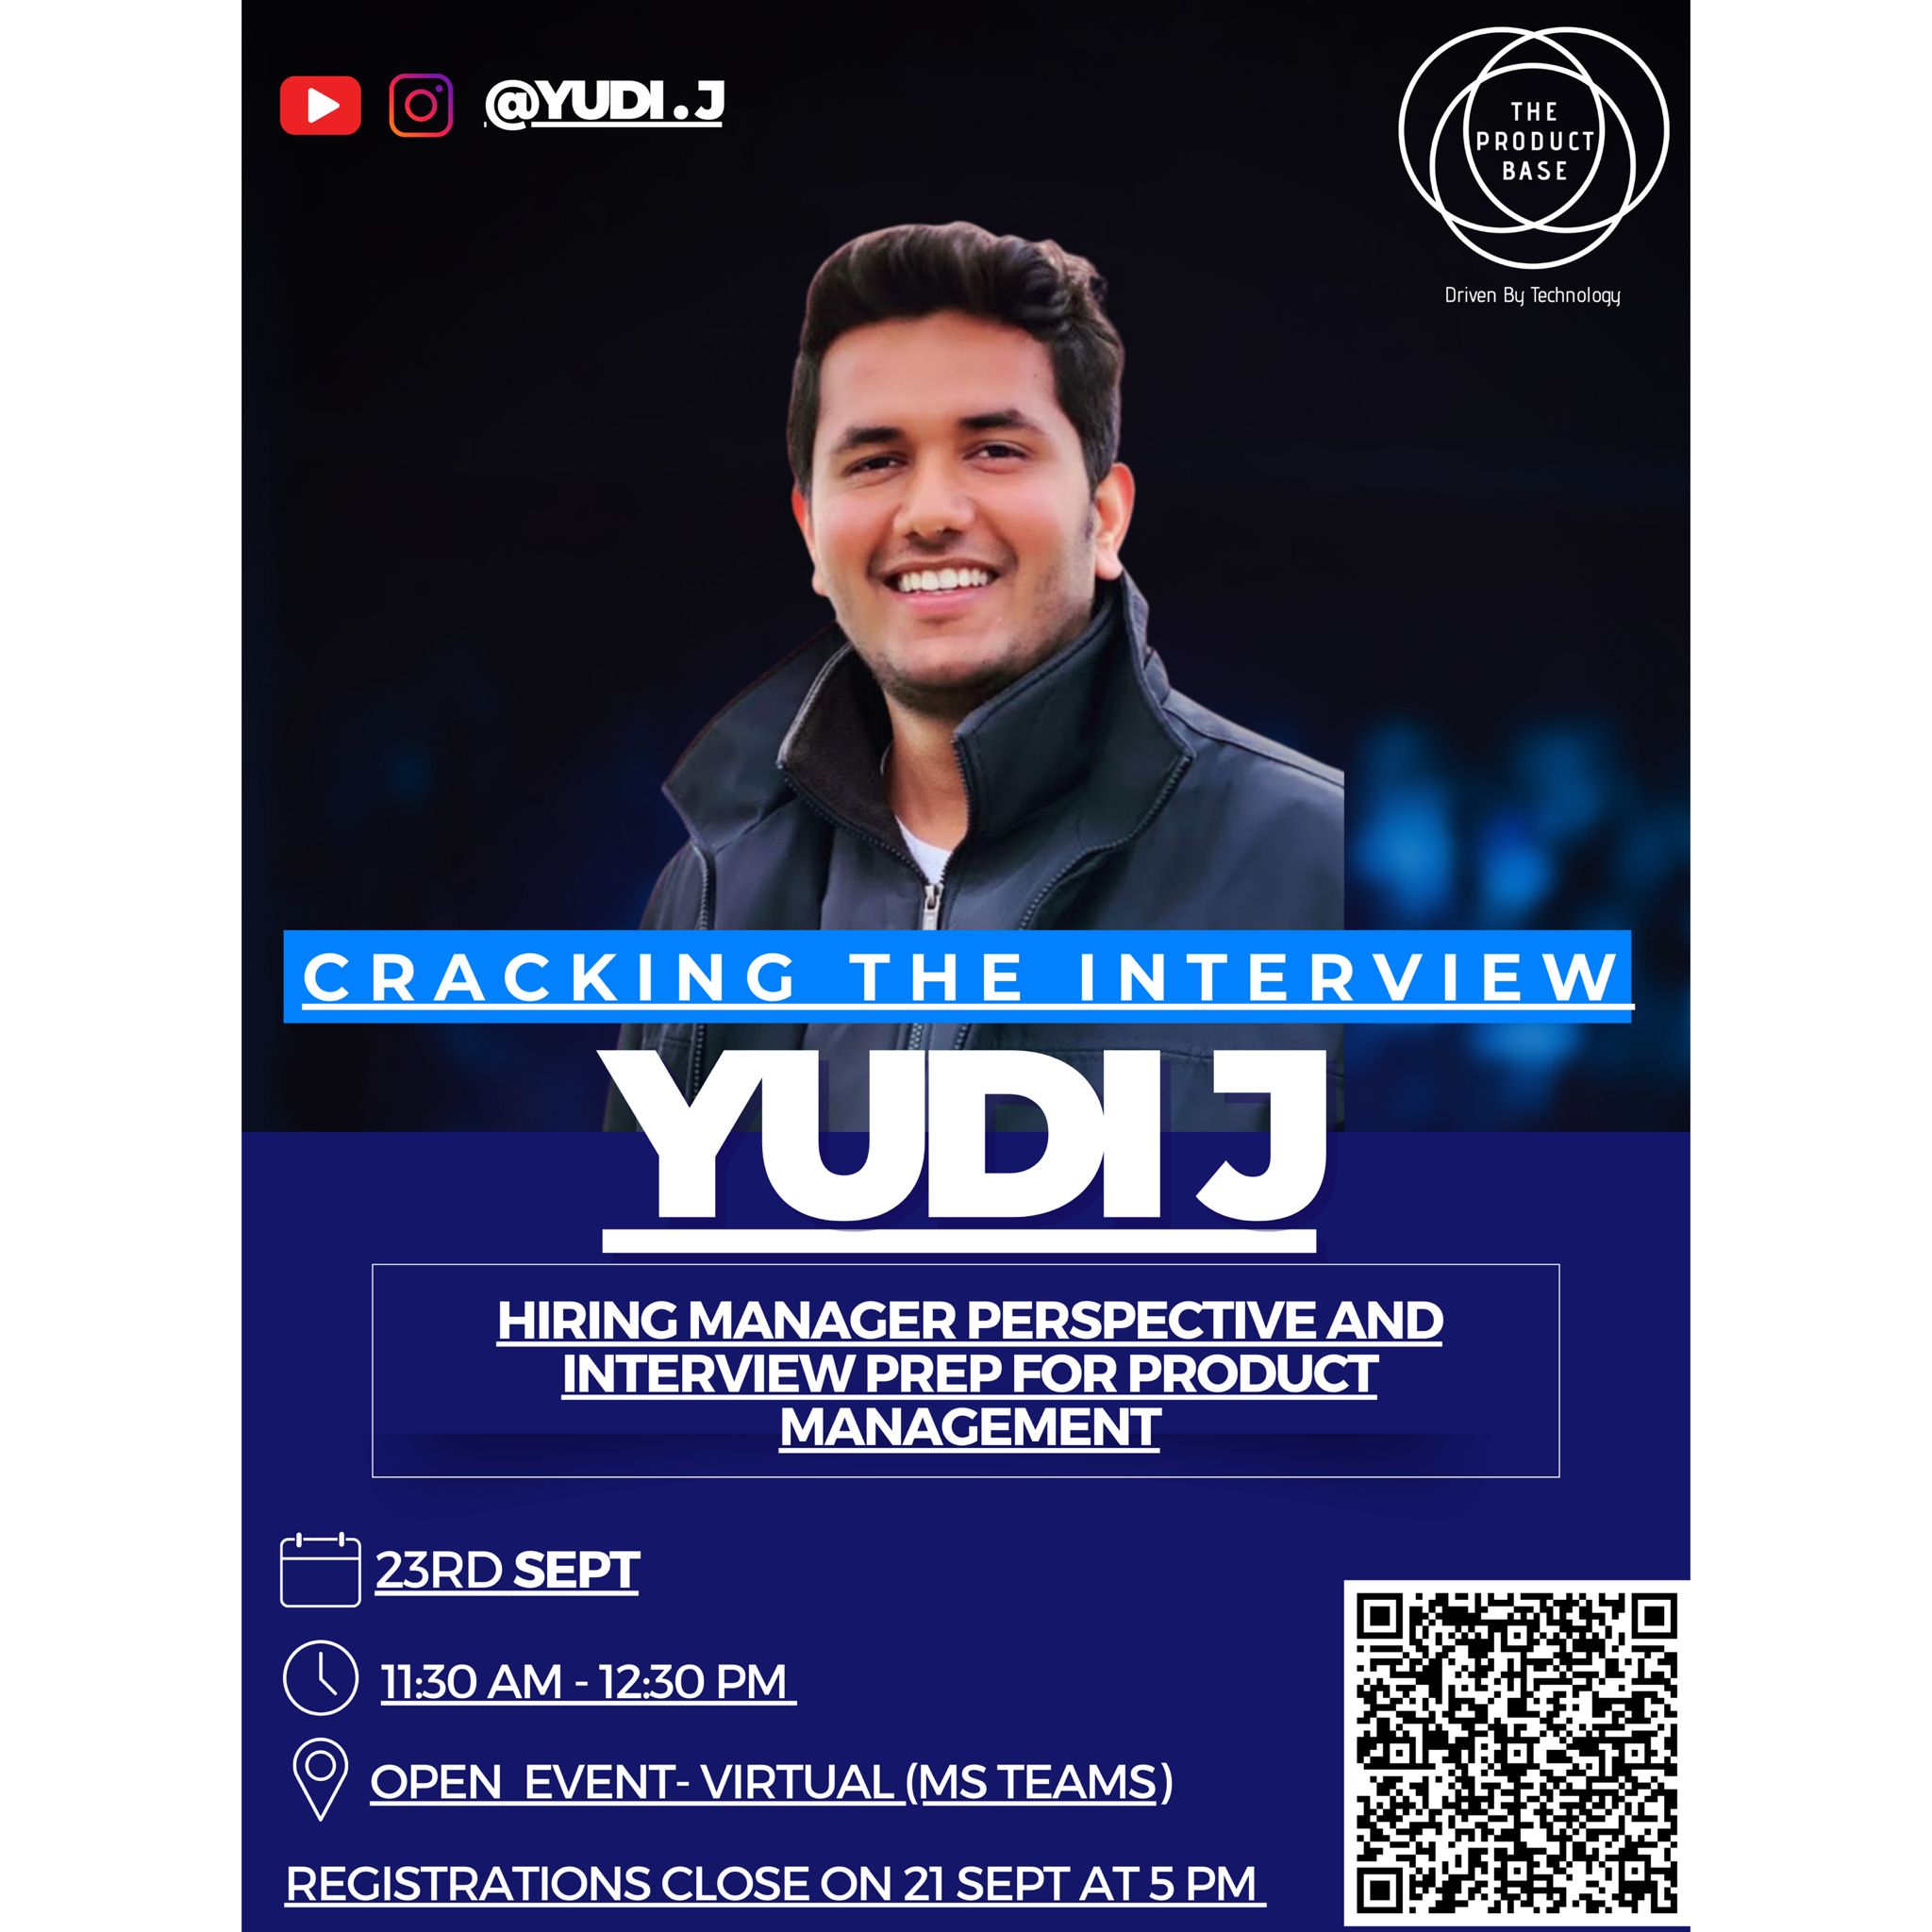 @YUDI.J
THE
PRODUCT
BASE
Driven By Technology
CRACKING THE INTERVIEW
YUDI J
HIRING MANAGER PERSPECTIVE AND
INTERVIEW PREP FOR PRODUCT
MANAGEMENT
23RD SEPT
11:30 AM - 12:30 PM
OPEN EVENT- VIRTUAL (MS TEAMS)
REGISTRATIONS CLOSE ON 21 SEPT AT 5 PM